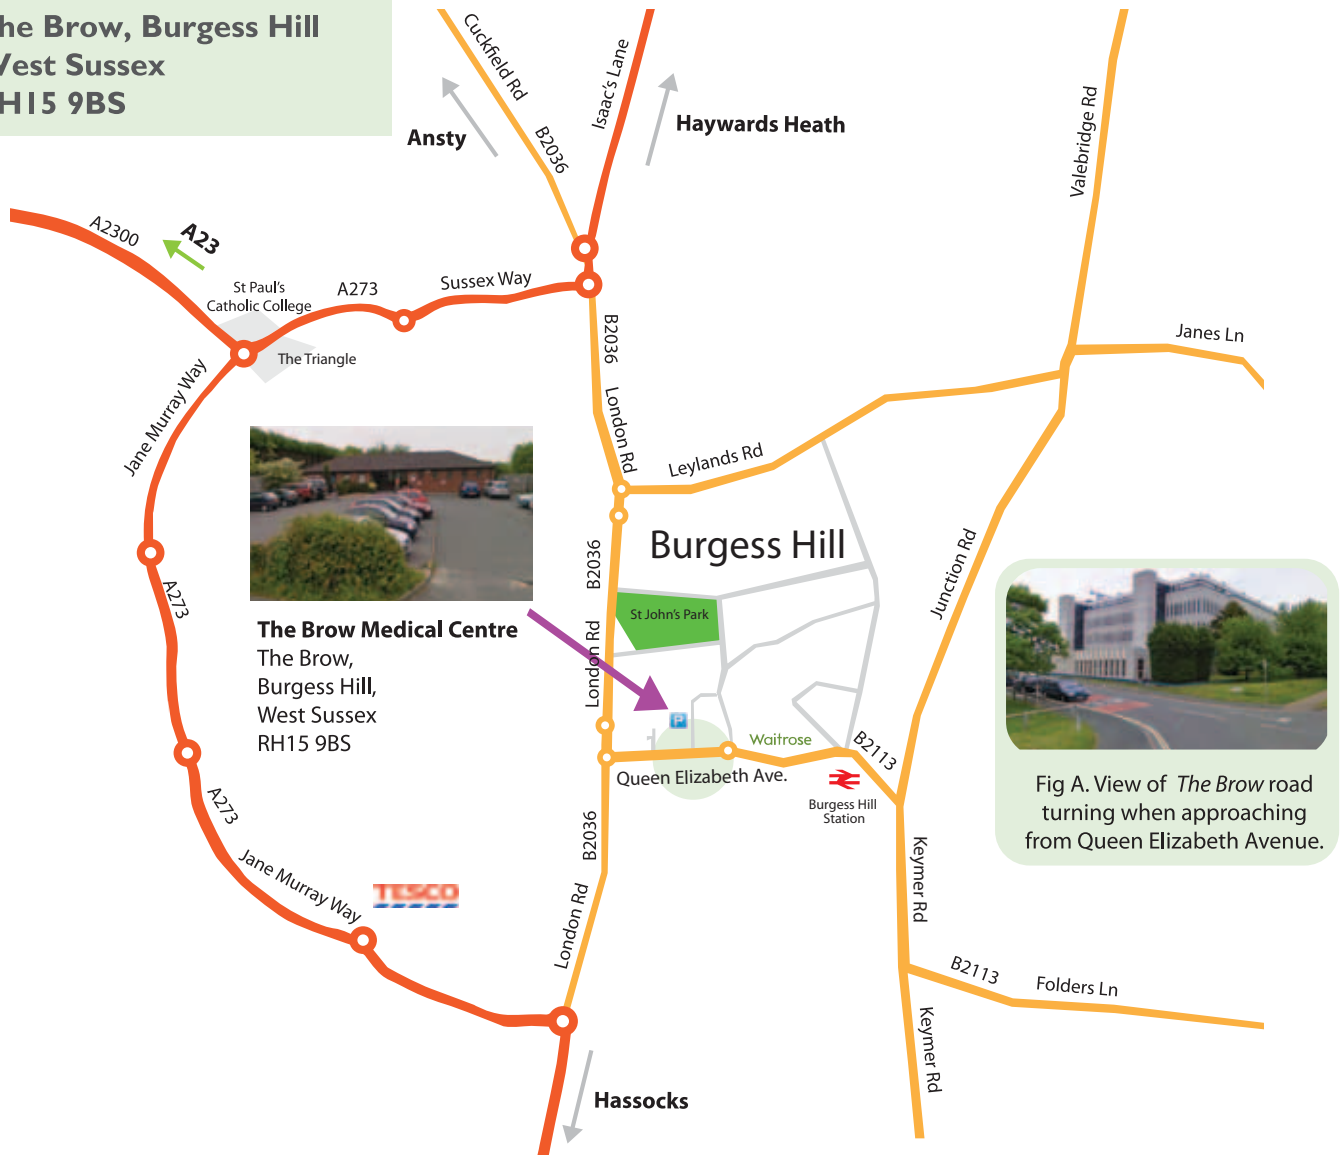 he Brow, Burgess Hill
est Sussex
H15 9BS
Cuckfield Rd
B2036
Isaac's Lane
Ansty
Haywards Heath
Valebridge Rd
A2300
A23
St Paul's
Catholic College
A273
Sussex Way
The Triangle
B2036
Janes Ln
Jane Murray Way
London Rd
Leylands Rd
Burgess Hill
B2036
Junction Rd
A273
St John's Park
The Brow Medical Centre
The Brow,
Burgess Hill,
West Sussex
RH15 9BS
London Rd
P
Waitrose
B2113
Queen Elizabeth Ave.
Burgess Hill
Station
Fig A. View of The Brow road
turning when approaching
from Queen Elizabeth Avenue.
A273
B2036
Keymer Rd
Jane Murray Way
TESCO
London Rd
B2113
Folders Ln
Keymer Rd
Hassocks